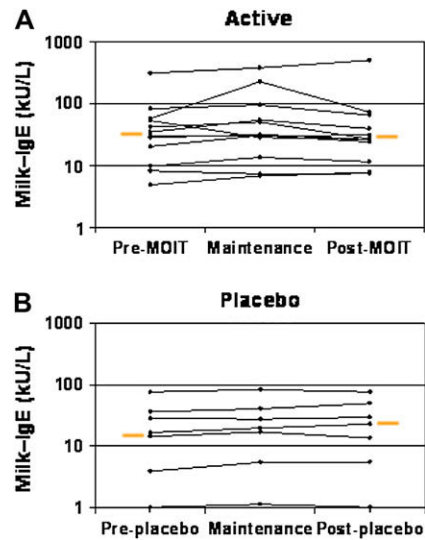 A
Active
Milk–IgE (kU/L)
1000
100
10
1
Pre-MOIT Maintenance Post-MOIT
B
Placebo
Milk–IgE (kU/L)
1000
100
10
1
Pre-placebo Maintenance Post-placebo